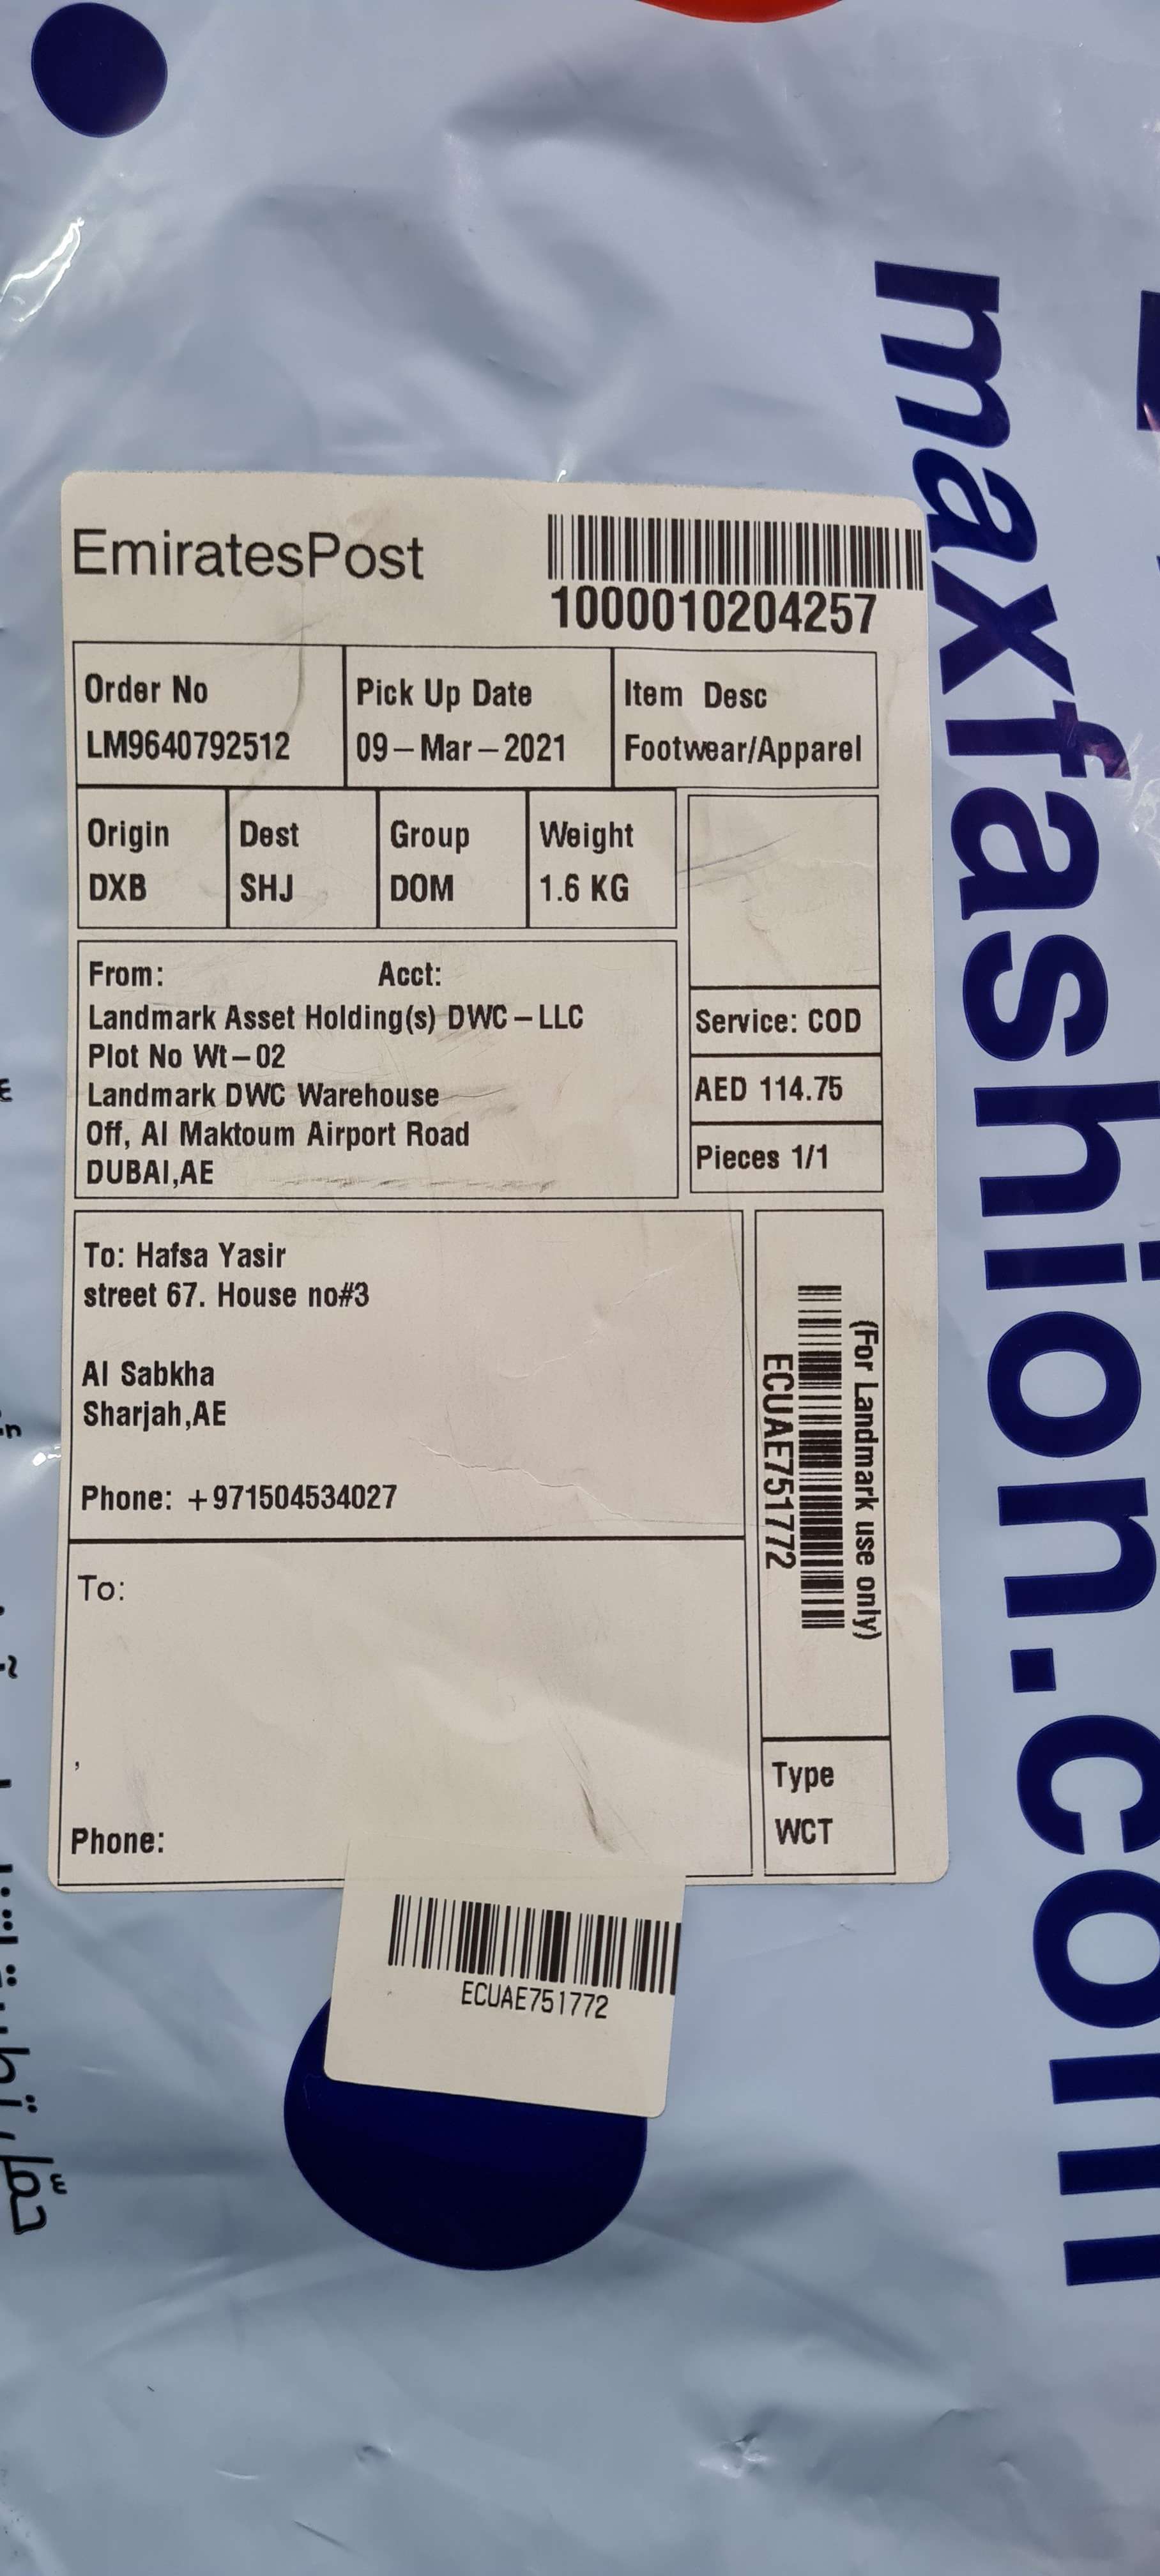 EmiratesPost
1000010204257
Order No
LM9640792512
Pick Up Date
09-Mar-2021
Item Desc
Footwear/Apparel
Origin
DXB
Dest
SHJ
Group
DOM
Weight
1.6 KG
From: Acct:
Landmark Asset Holding(s) DWC-LLC
Plot No Wt-02
Landmark DWC Warehouse
Off, Al Maktoum Airport Road
DUBAI,AE
Service: COD
AED 114.75
Pieces 1/1
To: Hafsa Yasir
street 67. House no#3
Al Sabkha
Sharjah,AE
Phone: +971504534027
(For Landmark use only)
ECUAE751772
To:
,
Phone:
Type
WCT
ECUAE751772
maxfashion.com